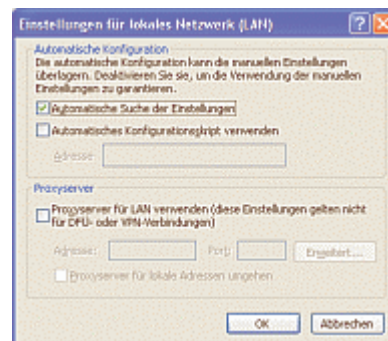 Einstellungen für lokales Netzwerk (LAN)
Automatische Konfiguration
Die automatische Konfiguration kann die manuellen Einstellungen
überlagern. Deaktivieren Sie sie, um die Verwendung der manuellen
Einstellungen zu garantieren.
Automatische Suche der Einstellungen
Automatisches Konfigurationsskript verwenden
Adresse
Proxyserver
Proxyserver für LAN verwenden (diese Einstellungen gelten nicht
für DFÜ- oder VPN-Verbindungen)
Adresse: Port: Erweitert...
Proxyserver für lokale Adressen umgehen
OK Abbrechen